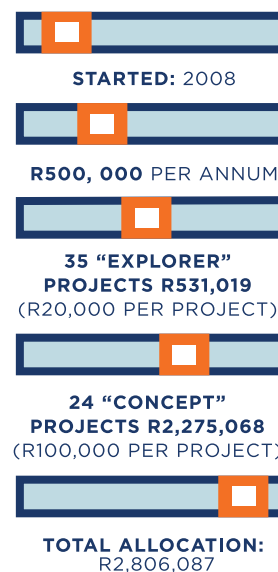 STARTED: 2008
R500, 000 PER ANNUM
35 “EXPLORER”
PROJECTS R531,019
(R20,000 PER PROJECT)
24 “CONCEPT”
PROJECTS R2,275,068
(R100,000 PER PROJECT)
TOTAL ALLOCATION:
R2,806,087